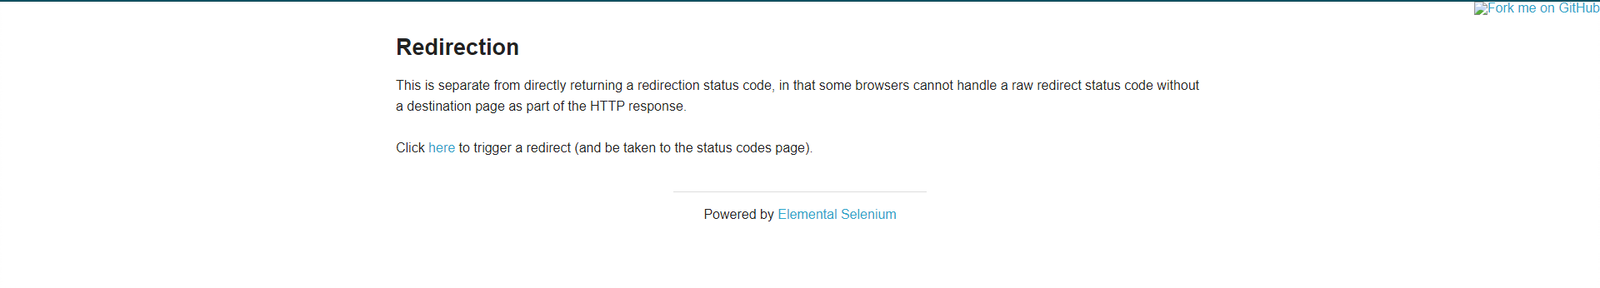 Fork me on GitHub
Redirection
This is separate from directly returning a redirection status code, in that some browsers cannot handle a raw redirect status code without
a destination page as part of the HTTP response.
Click here to trigger a redirect (and be taken to the status codes page).
Powered by Elemental Selenium